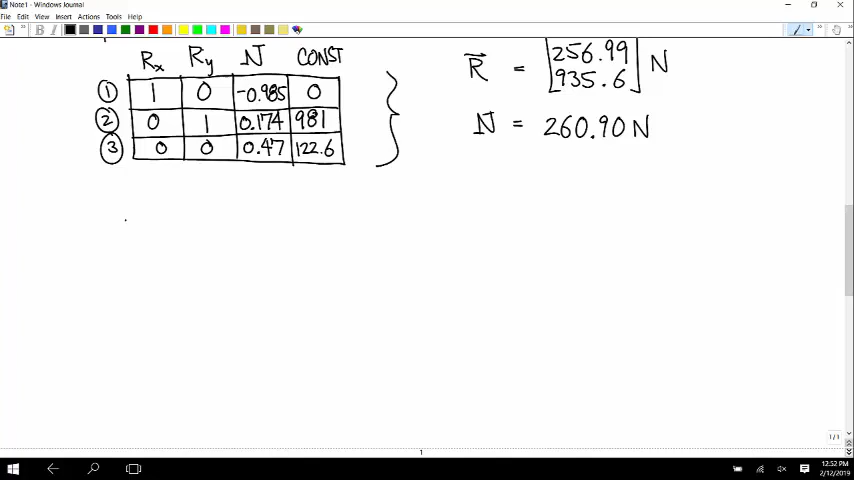 Note1 - Windows Journal
File Edit View Insert Actions Tools Help
B I
Rx Ry N CONST
① 1 0 -0.985 0
② 0 1 0.174 981
③ 0 0 0.47 122.6
R = [256.99 935.6] N
N = 260.90 N
1/1
1
12:52 PM
2/12/2019